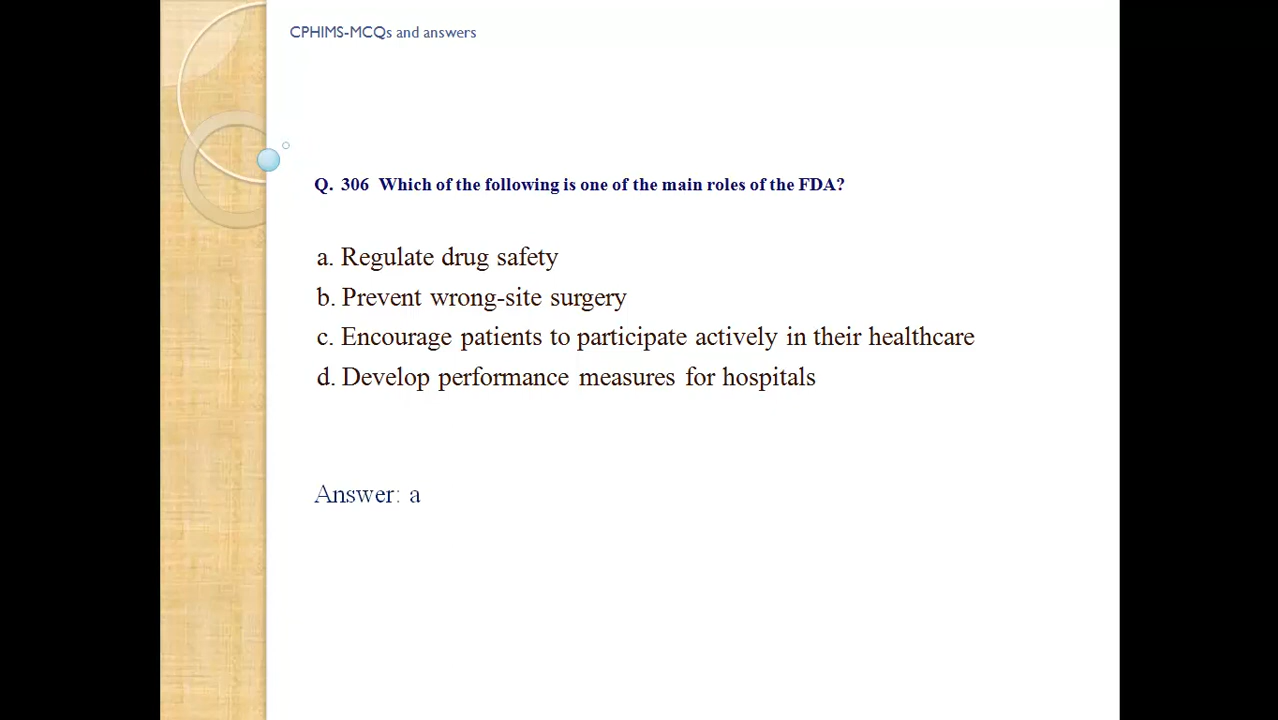 CPHIMS-MCQs and answers
Q. 306 Which of the following is one of the main roles of the FDA?
a. Regulate drug safety
b. Prevent wrong-site surgery
c. Encourage patients to participate actively in their healthcare
d. Develop performance measures for hospitals
Answer: a